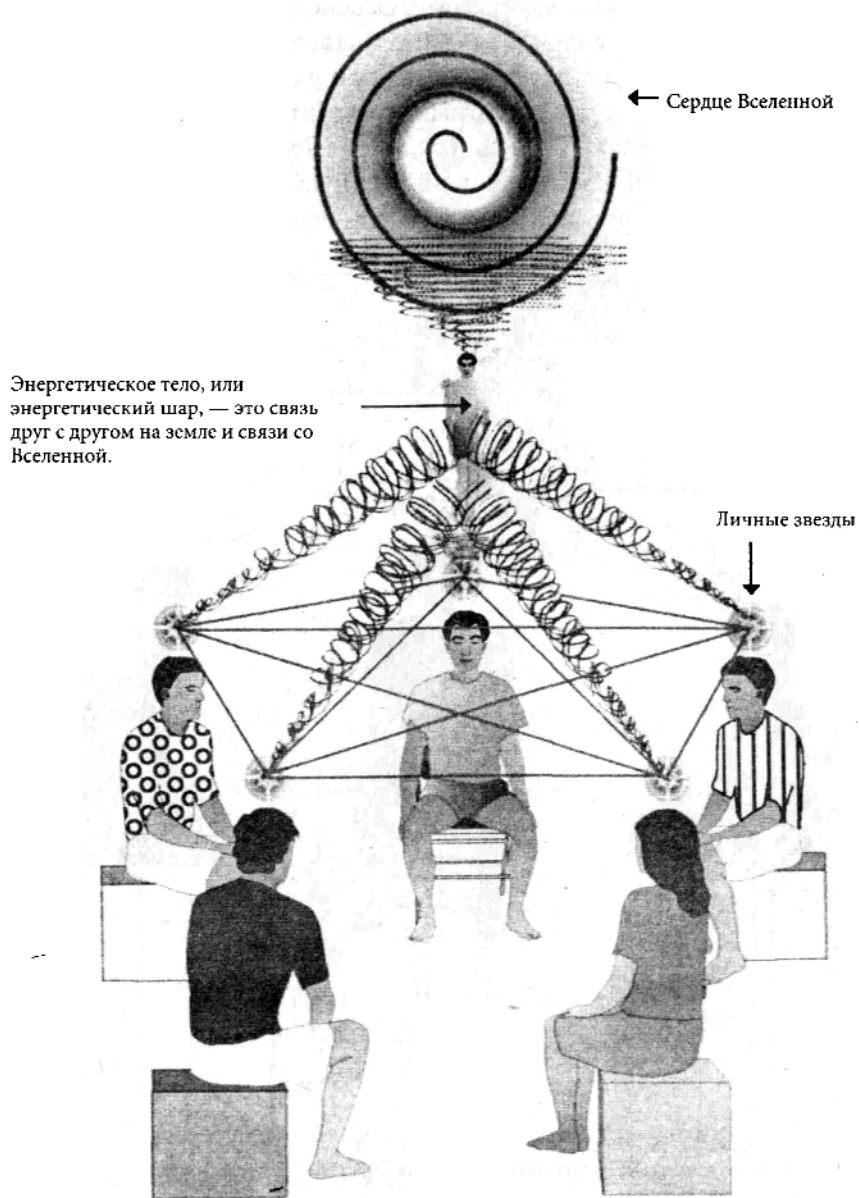 Сердце Вселенной
Энергетическое тело, или
энергетический шар, — это связь
друг с другом на земле и связи со
Вселенной.
Личные звезды